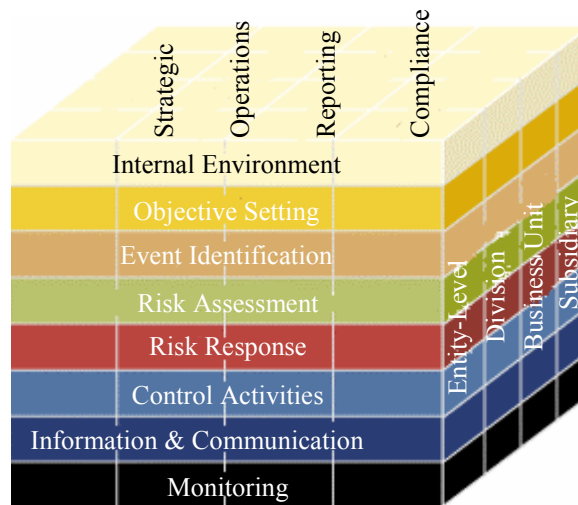 Strategic
Operations
Reporting
Compliance
Internal Environment
Objective Setting
Event Identification
Risk Assessment
Risk Response
Control Activities
Information & Communication
Monitoring
Entity-Level
Division
Business Unit
Subsidiary